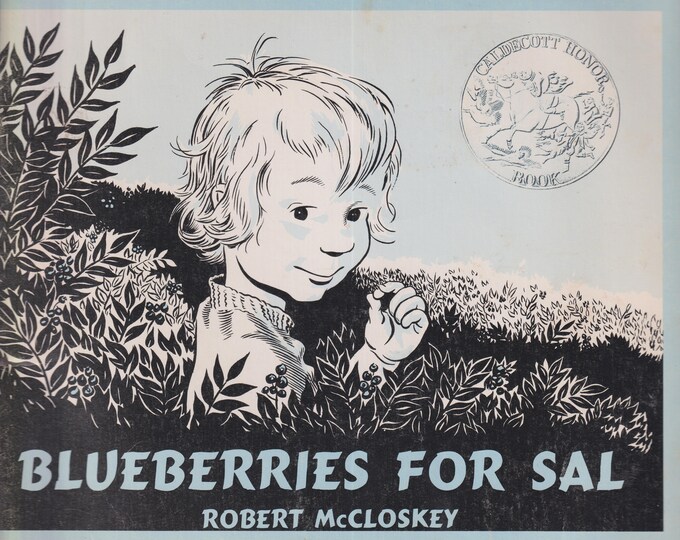 CALDECOTT HONOR
BOOK
BLUEBERRIES FOR SAL
ROBERT McCLOSKEY